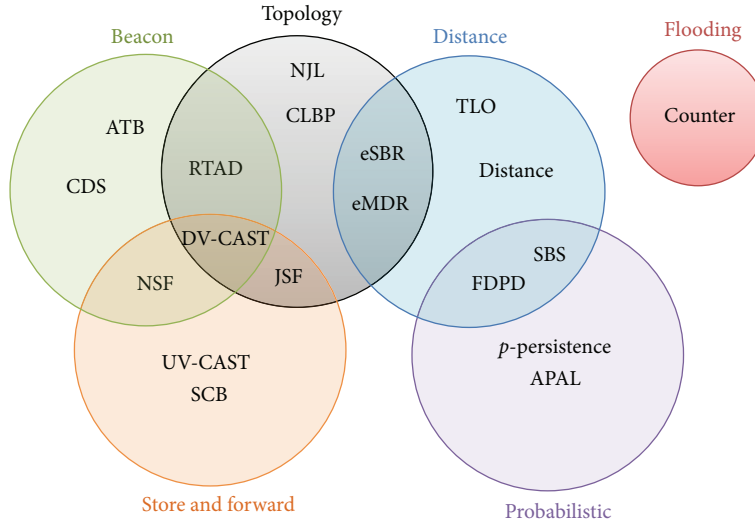 Topology
Beacon
Distance
Flooding
NJL
TLO
CLBP
Counter
ATB
eSBR
RTAD
Distance
CDS
eMDR
DV-CAST
SBS
NSF
JSF
FDPD
p-persistence
UV-CAST
APAL
SCB
Store and forward
Probabilistic